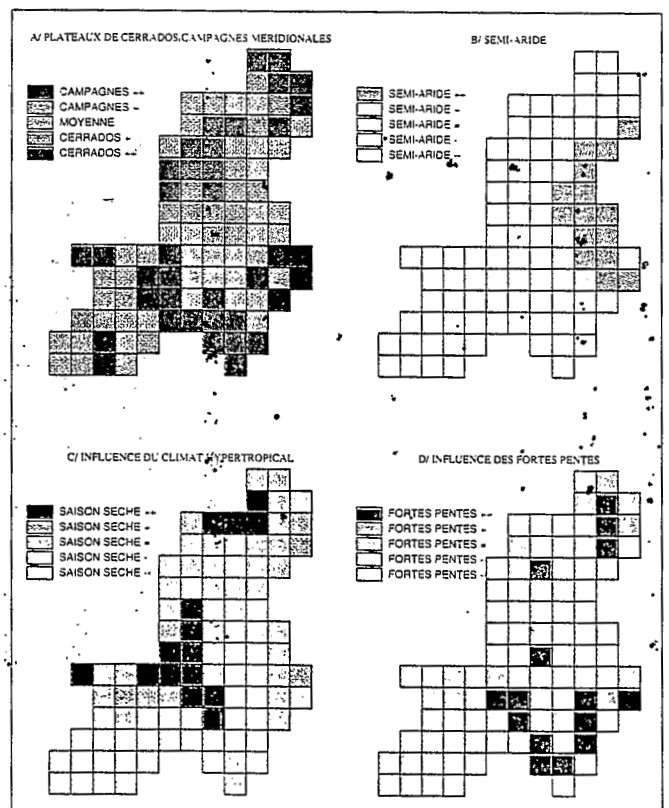 A/ PLATEAUX DE CERRADOS, CAMPAGNES MERIDIONALES
CAMPAGNES ++
CAMPAGNES +
MOYENNE
CERRADOS +
CERRADOS ++
B/ SEMI-ARIDE
SEMI-ARIDE ++
SEMI-ARIDE +
SEMI-ARIDE =
SEMI-ARIDE -
SEMI-ARIDE --
C/ INFLUENCE DU CLIMAT HYPERTROPICAL
SAISON SECHE ++
SAISON SECHE +
SAISON SECHE =
SAISON SECHE -
SAISON SECHE --
D/ INFLUENCE DES FORTES PENTES
FORTES PENTES ++
FORTES PENTES +
FORTES PENTES =
FORTES PENTES -
FORTES PENTES